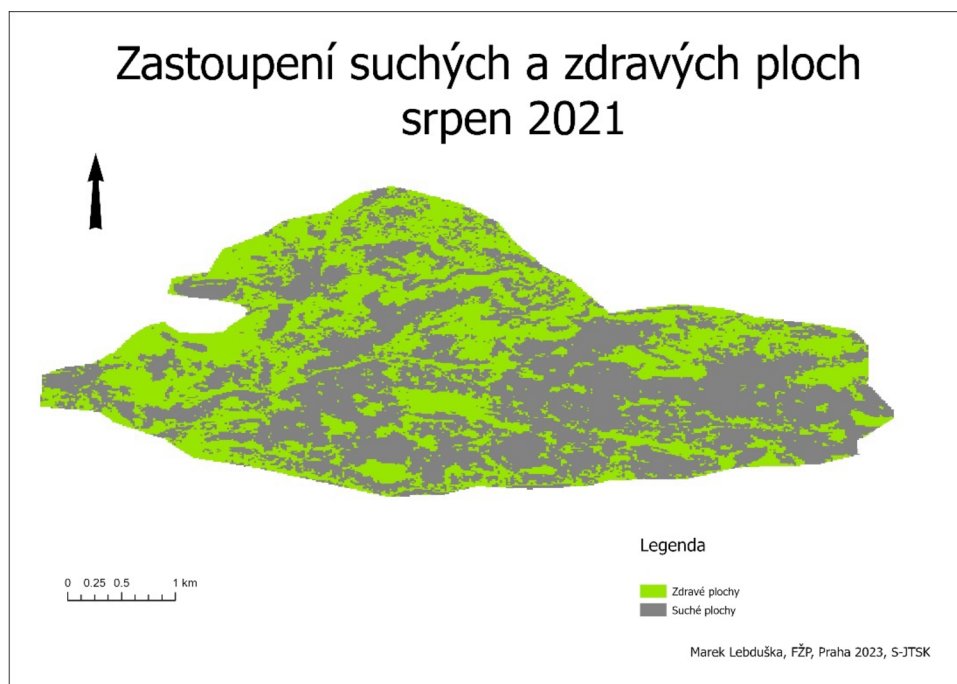 Zastoupení suchých a zdravých ploch
srpen 2021
Legenda
0 0.25 0.5 1 km
Zdravé plochy
Suché plochy
Marek Lebduška, FŽP, Praha 2023, S-JTSK